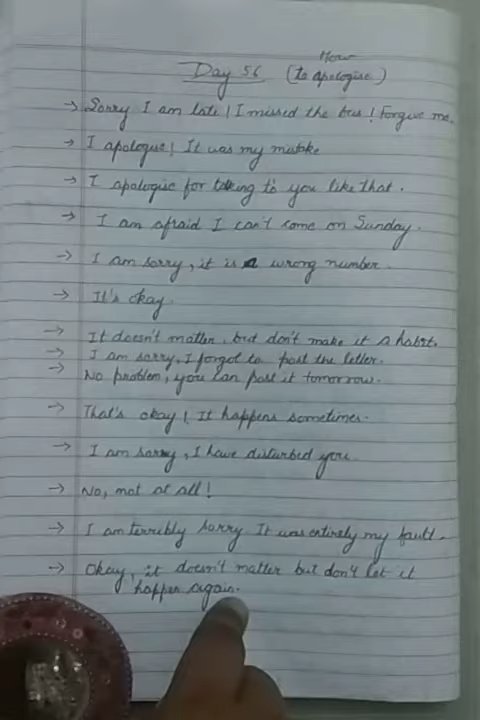 How
Day 56 (to apologise)
→ Sorry I am late! I missed the bus! Forgive me.
→ I apologise! It was my mistake.
→ I apologise for talking to you like that.
→ I am afraid I can't come on Sunday.
→ I am sorry, it is a wrong number.
→ It's okay.
→ It doesn't matter, but don't make it a habit.
→ I am sorry, I forgot to post the letter.
→ No problem, you can post it tomorrow.
→ That's okay! It happens sometimes.
→ I am sorry, I have disturbed you.
→ No, not at all!
→ I am terribly sorry It was entirely my fault.
→ Okay, it doesn't matter but don't let it
happen again.